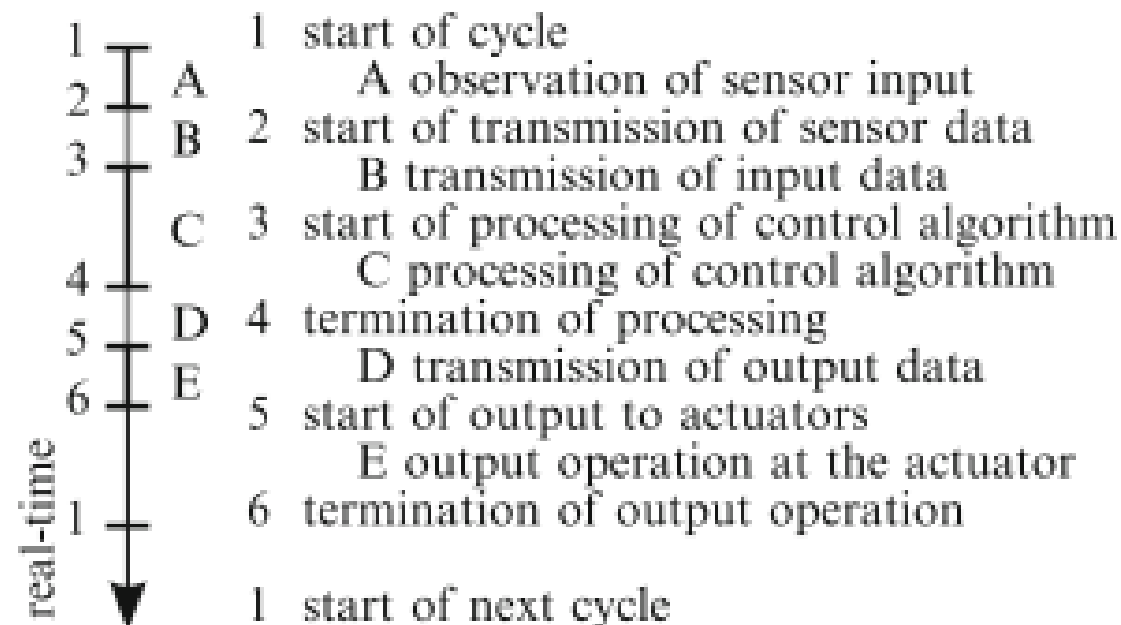 1 start of cycle
A observation of sensor input
2 start of transmission of sensor data
B transmission of input data
3 start of processing of control algorithm
C processing of control algorithm
4 termination of processing
D transmission of output data
5 start of output to actuators
E output operation at the actuator
6 termination of output operation
1 start of next cycle
1
A
2
B
3
C
4
D
5
E
6
1
real-time